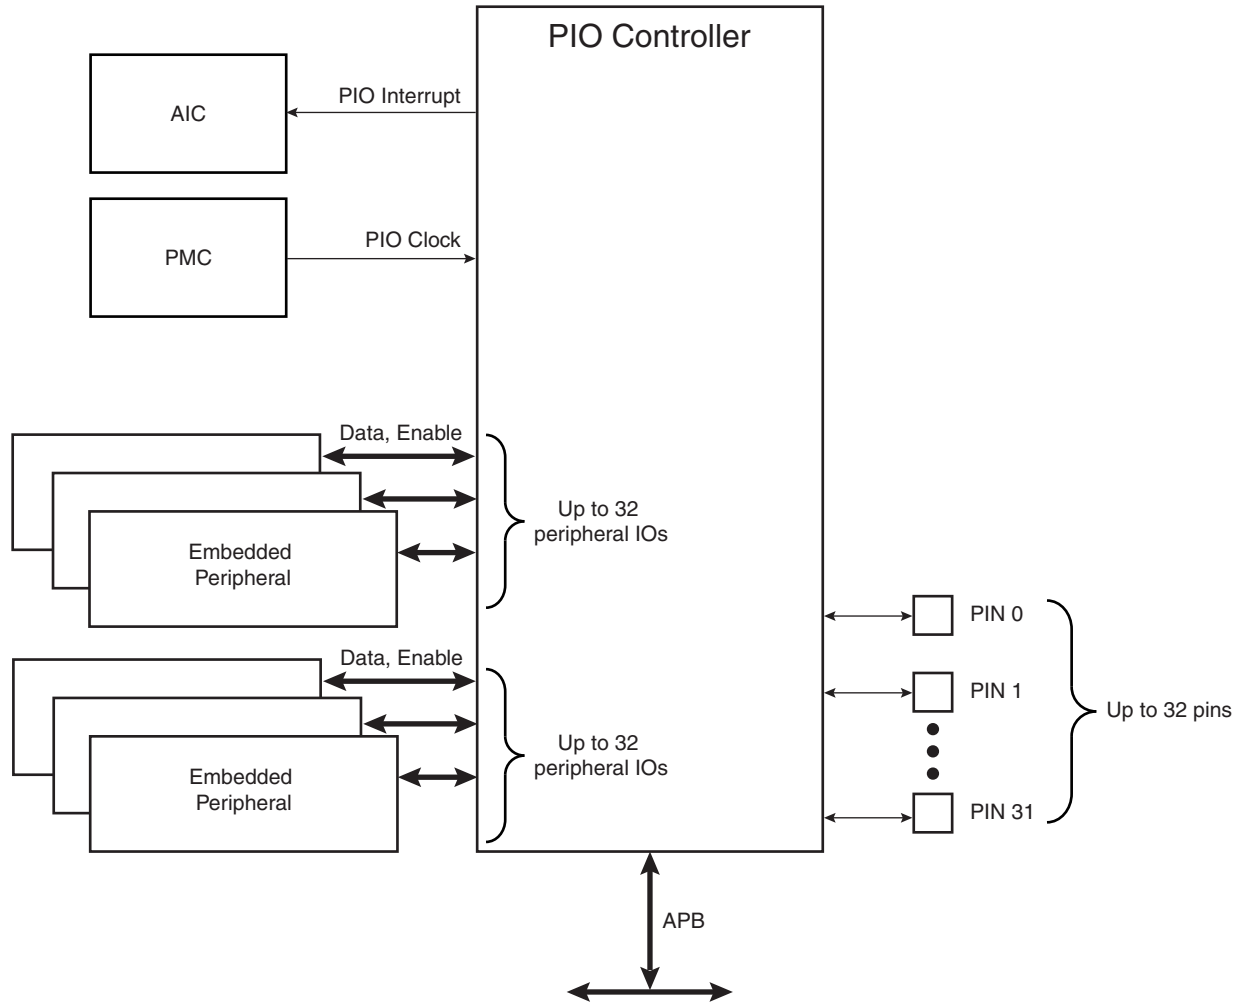 PIO Controller
PIO Interrupt
AIC
PIO Clock
PMC
Data, Enable
Up to 32
peripheral IOs
Embedded
Peripheral
PIN 0
Data, Enable
PIN 1
Up to 32 pins
Up to 32
peripheral IOs
Embedded
Peripheral
PIN 31
APB